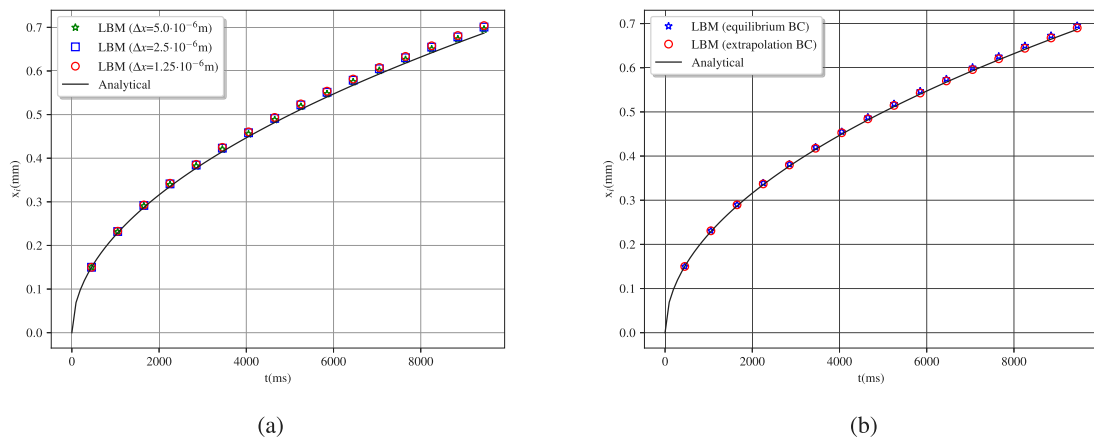 LBM (Δx=5.0·10⁻⁶m)
LBM (Δx=2.5·10⁻⁶m)
LBM (Δx=1.25·10⁻⁶m)
Analytical
0.7
0.6
0.5
0.4
0.3
0.2
0.1
0.0
xᵢ(mm)
0 2000 4000 6000 8000
t(ms)
(a)
LBM (equilibrium BC)
LBM (extrapolation BC)
Analytical
0.7
0.6
0.5
0.4
0.3
0.2
0.1
0.0
xᵢ(mm)
0 2000 4000 6000 8000
t(ms)
(b)